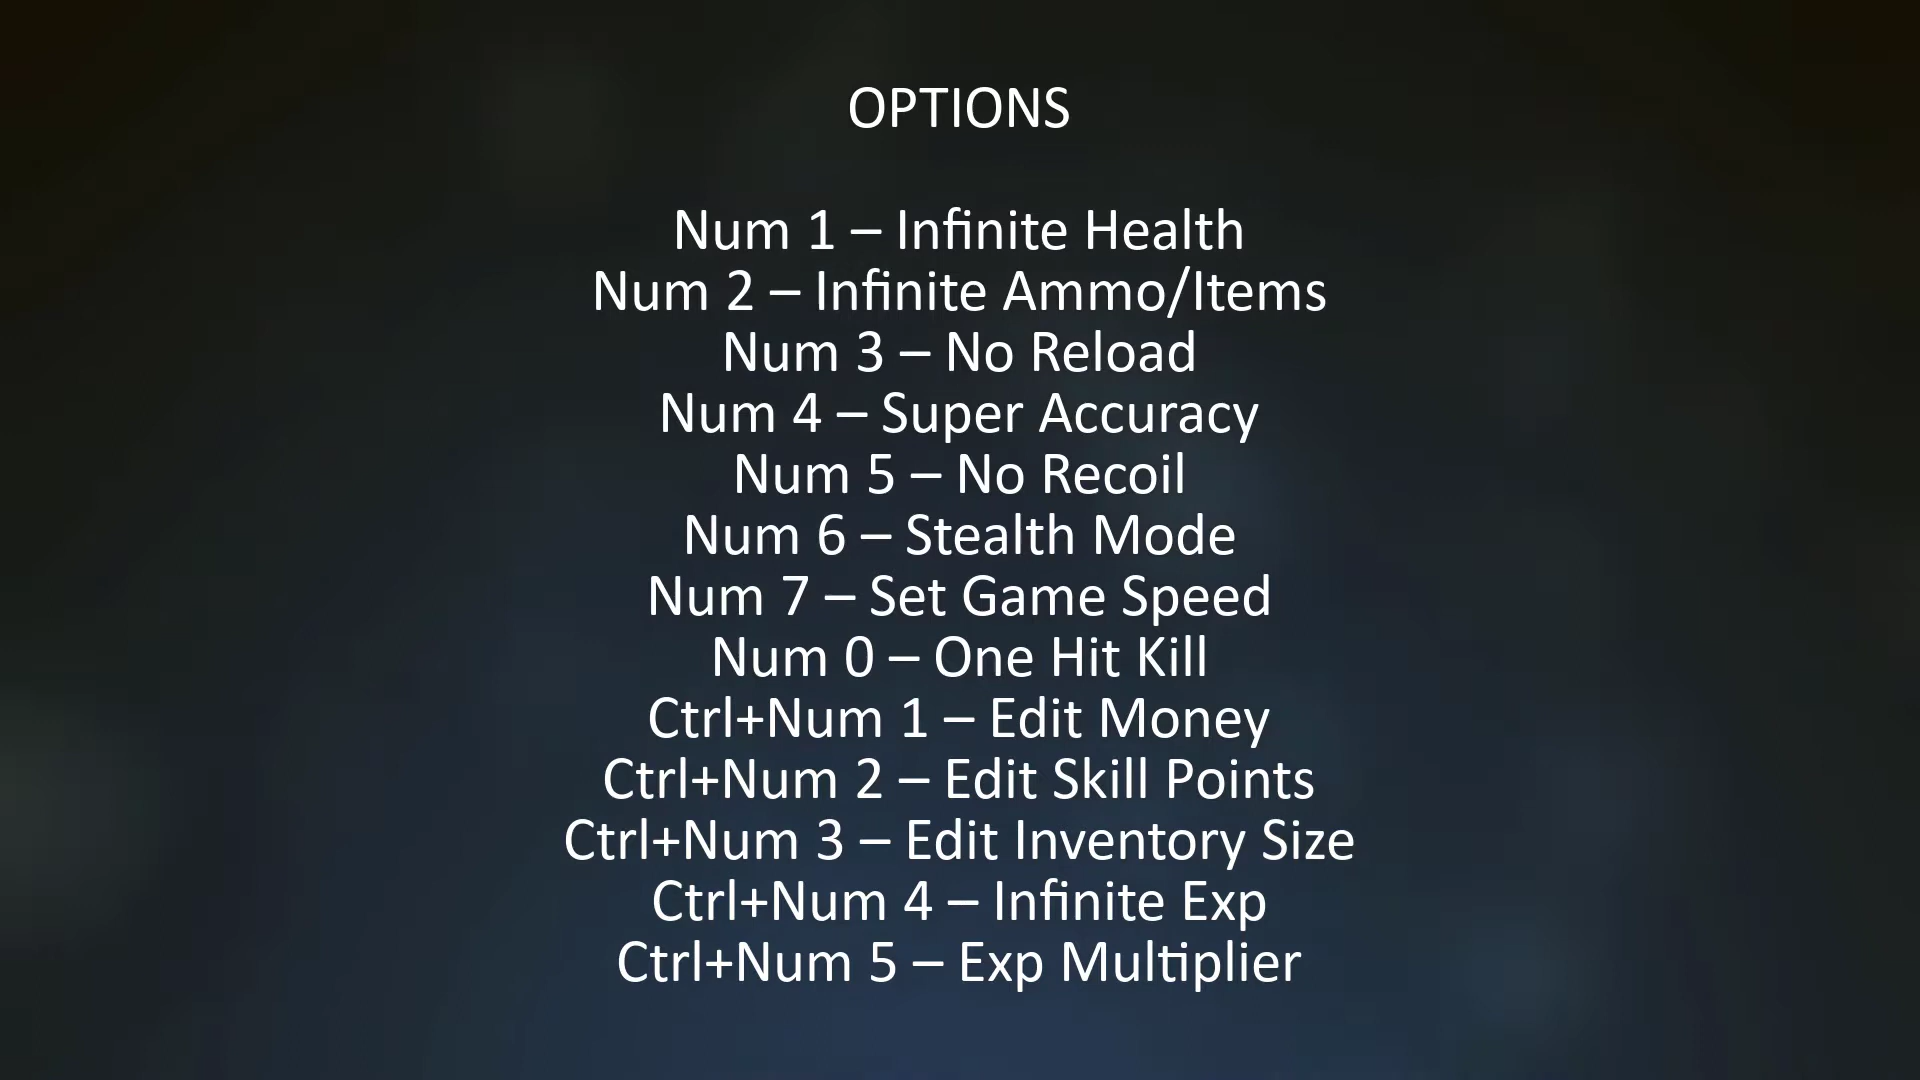 OPTIONS
Num 1 – Infinite Health
Num 2 – Infinite Ammo/Items
Num 3 – No Reload
Num 4 – Super Accuracy
Num 5 – No Recoil
Num 6 – Stealth Mode
Num 7 – Set Game Speed
Num 0 – One Hit Kill
Ctrl+Num 1 – Edit Money
Ctrl+Num 2 – Edit Skill Points
Ctrl+Num 3 – Edit Inventory Size
Ctrl+Num 4 – Infinite Exp
Ctrl+Num 5 – Exp Multiplier